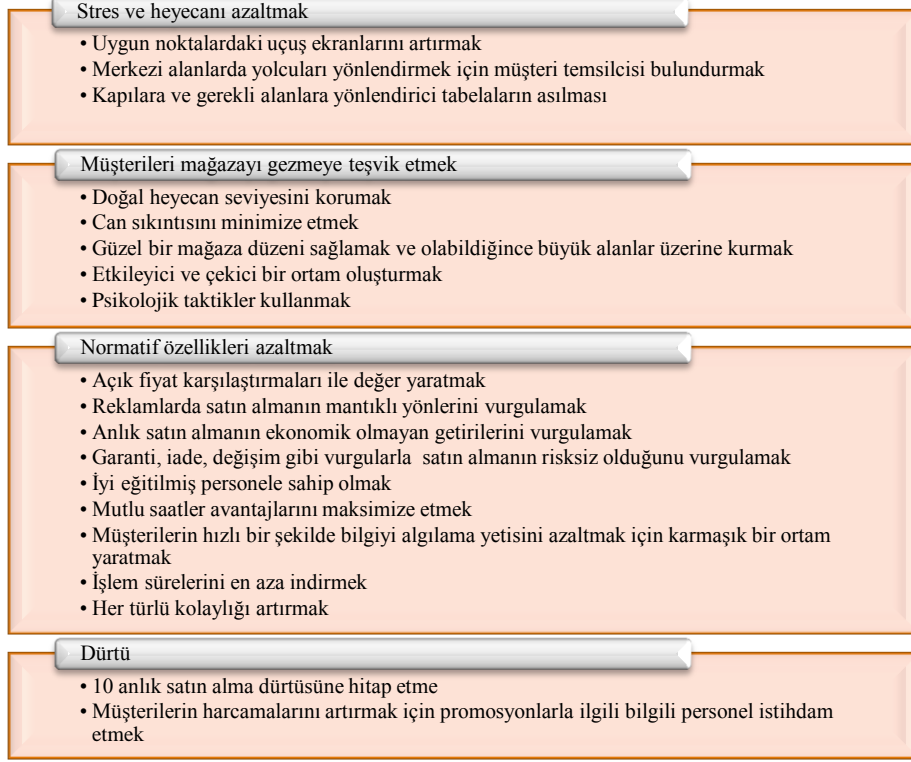 Stres ve heyecanı azaltmak
• Uygun noktalardaki uçuş ekranlarını artırmak
• Merkezi alanlarda yolcuları yönlendirmek için müşteri temsilcisi bulundurmak
• Kapılara ve gerekli alanlara yönlendirici tabelaların asılması
Müşterileri mağazayı gezmeye teşvik etmek
• Doğal heyecan seviyesini korumak
• Can sıkıntısını minimize etmek
• Güzel bir mağaza düzeni sağlamak ve olabildiğince büyük alanlar üzerine kurmak
• Etkileyici ve çekici bir ortam oluşturmak
• Psikolojik taktikler kullanmak
Normatif özellikleri azaltmak
• Açık fiyat karşılaştırmaları ile değer yaratmak
• Reklamlarda satın almanın mantıklı yönlerini vurgulamak
• Anlık satın almanın ekonomik olmayan getirilerini vurgulamak
• Garanti, iade, değişim gibi vurgularla satın almanın risksiz olduğunu vurgulamak
• İyi eğitilmiş personele sahip olmak
• Mutlu saatler avantajlarını maksimize etmek
• Müşterilerin hızlı bir şekilde bilgiyi algılama yetisini azaltmak için karmaşık bir ortam
yaratmak
• İşlem sürelerini en aza indirmek
• Her türlü kolaylığı artırmak
Dürtü
• 10 anlık satın alma dürtüsüne hitap etme
• Müşterilerin harcamalarını artırmak için promosyonlarla ilgili bilgili personel istihdam
etmek